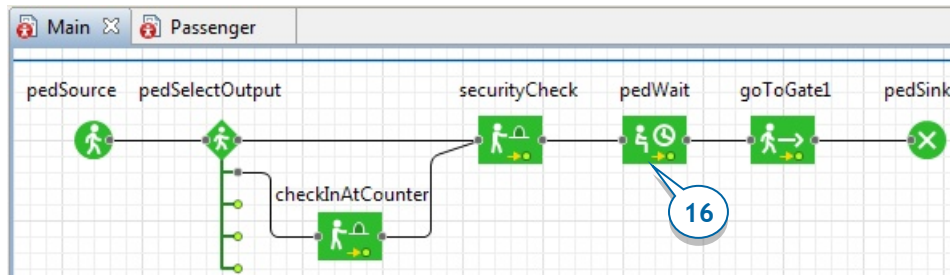 Main Passenger
pedSource pedSelectOutput securityCheck pedWait goToGate1 pedSink
checkInAtCounter
16